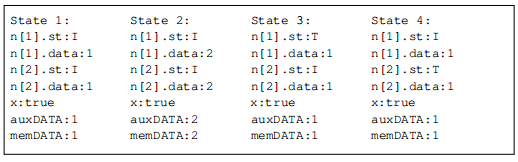 State 1: State 2: State 3: State 4:
n[1].st:I n[1].st:I n[1].st:T n[1].st:I
n[1].data:1 n[1].data:2 n[1].data:1 n[1].data:1
n[2].st:I n[2].st:I n[2].st:I n[2].st:T
n[2].data:1 n[2].data:2 n[2].data:1 n[2].data:1
x:true x:true x:true x:true
auxDATA:1 auxDATA:2 auxDATA:1 auxDATA:1
memDATA:1 memDATA:2 memDATA:1 memDATA:1